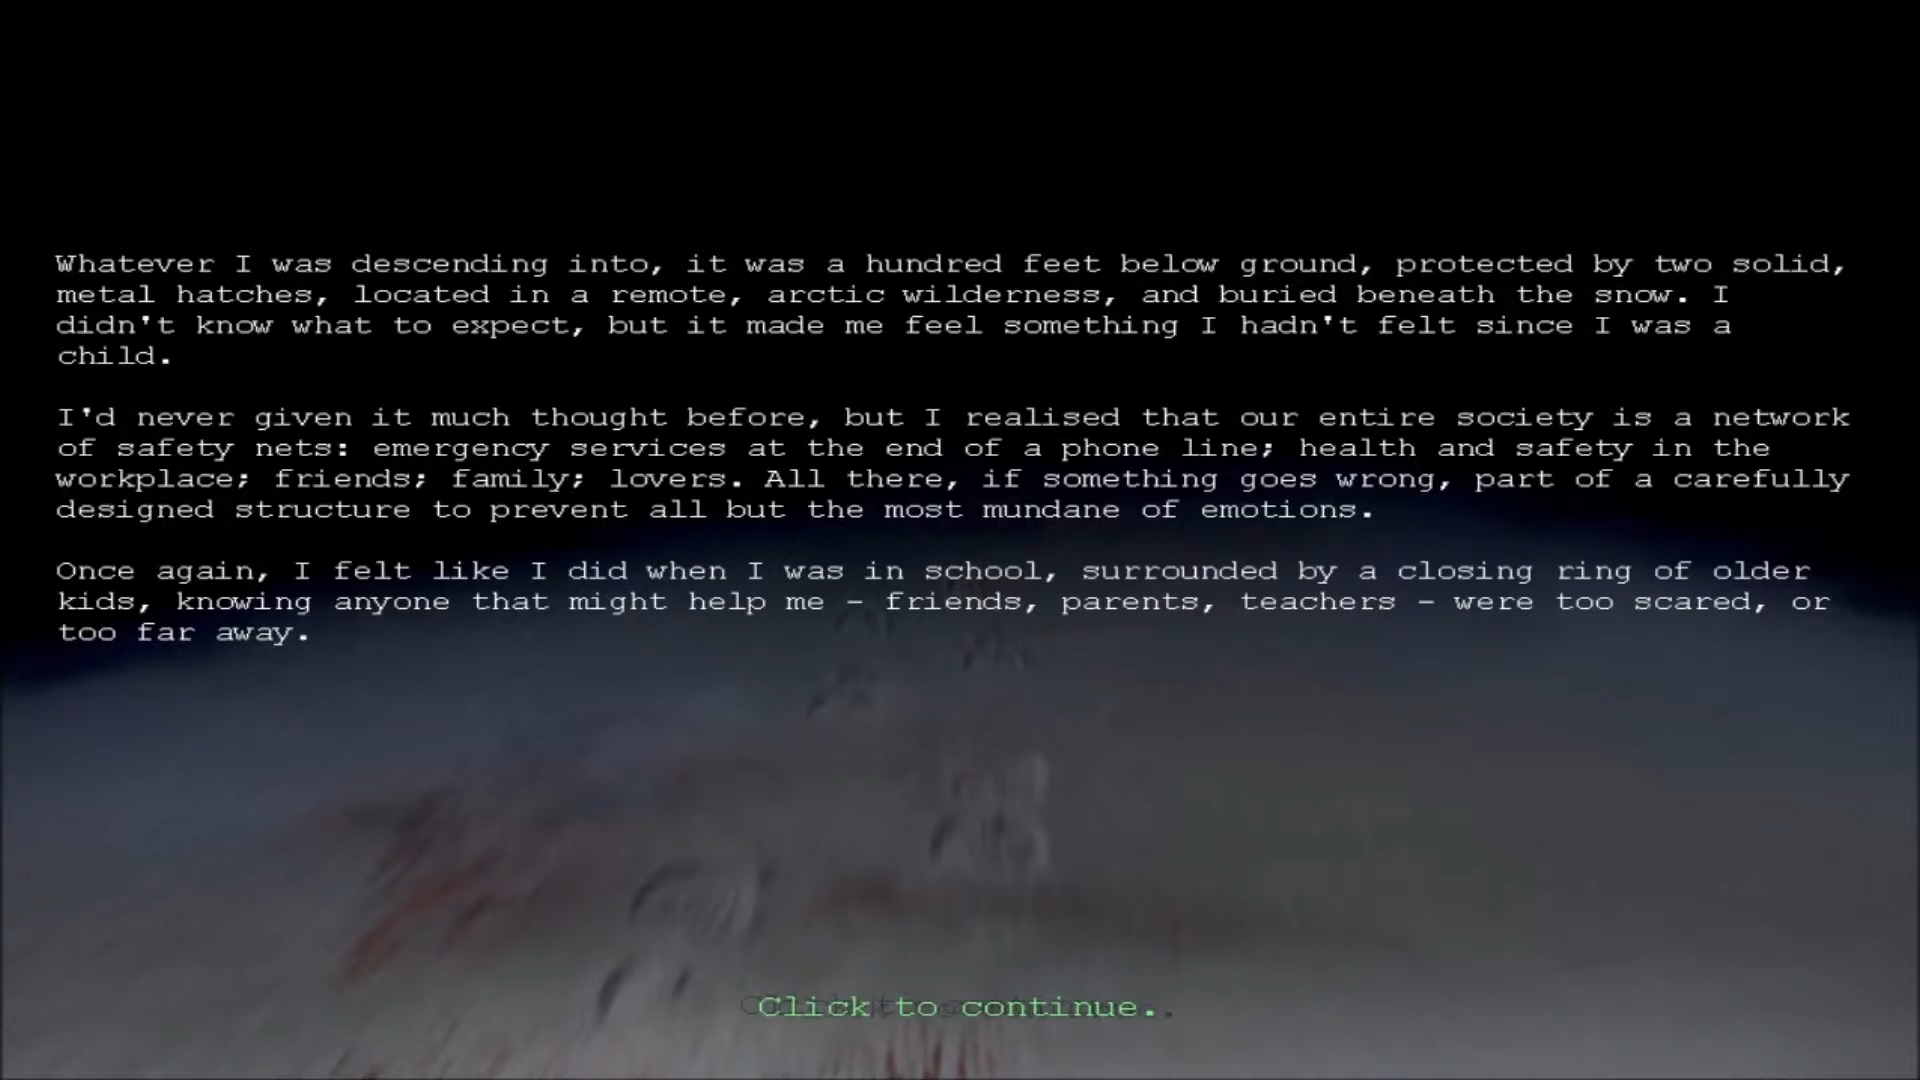 Whatever I was descending into, it was a hundred feet below ground, protected by two solid,
metal hatches, located in a remote, arctic wilderness, and buried beneath the snow. I
didn't know what to expect, but it made me feel something I hadn't felt since I was a
child.
I'd never given it much thought before, but I realised that our entire society is a network
of safety nets: emergency services at the end of a phone line; health and safety in the
workplace; friends; family; lovers. All there, if something goes wrong, part of a carefully
designed structure to prevent all but the most mundane of emotions.
Once again, I felt like I did when I was in school, surrounded by a closing ring of older
kids, knowing anyone that might help me - friends, parents, teachers - were too scared, or
too far away.
Click to continue..